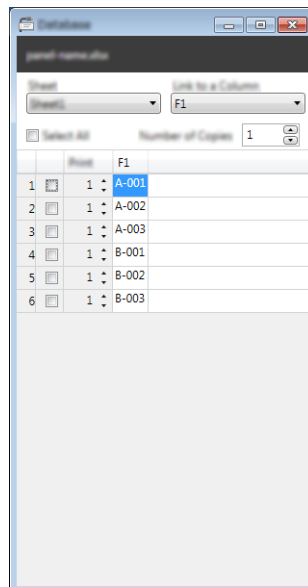 Database
panel-name.xlsx
Sheet Link to a Column
Sheet1 F1
Select All Number of Copies 1
Print F1
1 1 A-001
2 1 A-002
3 1 A-003
4 1 B-001
5 1 B-002
6 1 B-003